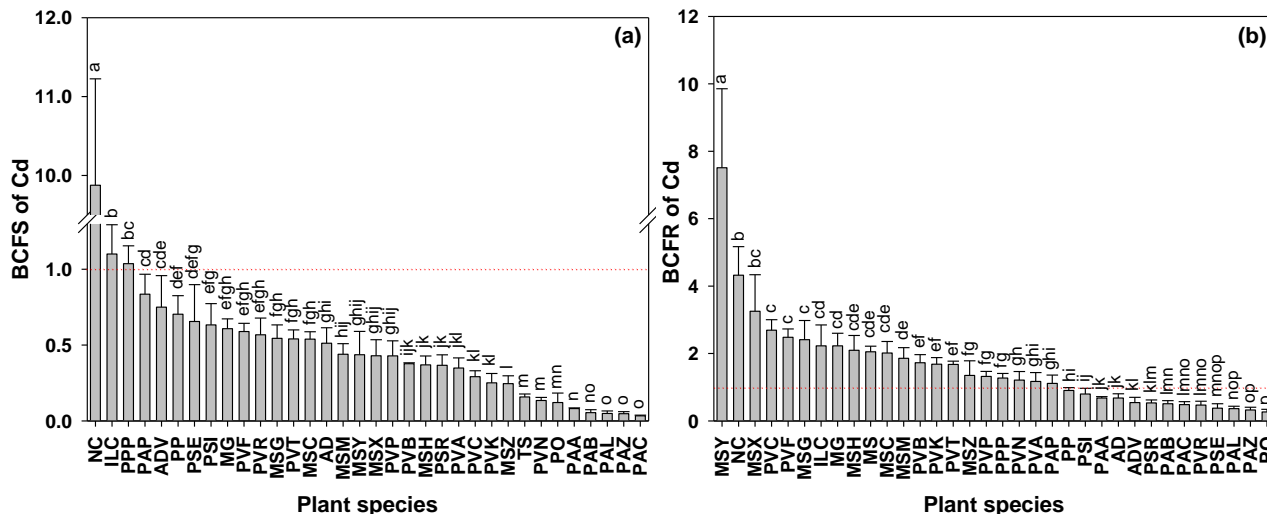 (a)
BCFS of Cd
12.0
11.0
10.0
1.0
0.5
0.0
a
b
bc
cd
cde
def
defg
efg
efgh
efgh
efgh
fgh
fgh
fgh
ghi
hij
ghij
ghij
ghij
ijk
jk
jk
jkl
kl
kl
l
m
m
mn
n
no
o
o
o
NC
ILC
PPP
PAP
ADV
PP
PSE
PSI
MG
PVF
PVR
MSG
PVT
MSC
AD
MSM
MSY
MSX
PVP
PVB
MSH
PSR
PVA
PVC
PVK
MSZ
TS
PVN
PO
PAA
PAB
PAL
PAZ
PAC
Plant species
(b)
BCFR of Cd
12
10
8
6
4
2
0
a
b
bc
c
c
c
cd
cd
cde
cde
cde
de
ef
ef
ef
fg
fg
fg
gh
ghi
ghi
hi
ij
jk
jk
kl
klm
lmn
lmno
lmno
mnop
nop
op
MSY
NC
MSX
PVC
PVF
MSG
ILC
MG
MSH
MS
MSC
MSM
PVB
PVK
PVT
MSZ
PVP
PPP
PVN
PVA
PAP
PP
PSI
PAA
AD
ADV
PSR
PAB
PAC
PVR
PSE
PAL
PAZ
Plant species